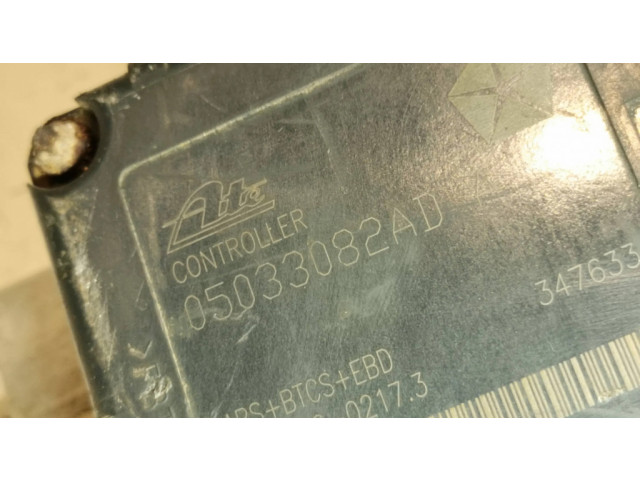 Ate
CONTROLLER
05033082AD
347633
ABS+BTCS+EBD
0217.3